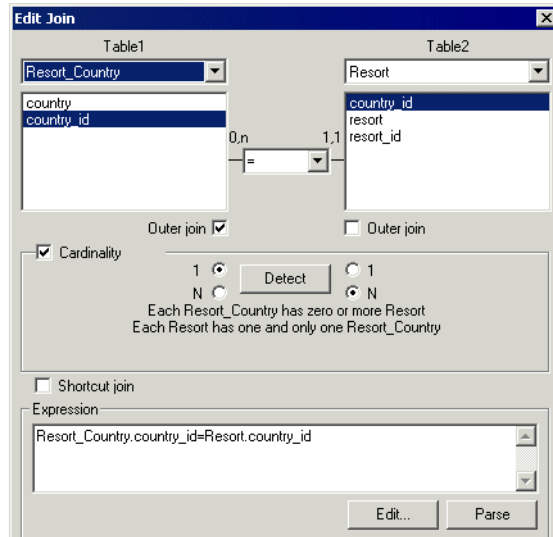 Edit Join
Table1 Table2
Resort_Country Resort
country country_id
country_id resort
resort_id
0,n 1,1
=
Outer join Outer join
Cardinality
1 Detect 1
N N
Each Resort_Country has zero or more Resort
Each Resort has one and only one Resort_Country
Shortcut join
Expression
Resort_Country.country_id=Resort.country_id
Edit... Parse